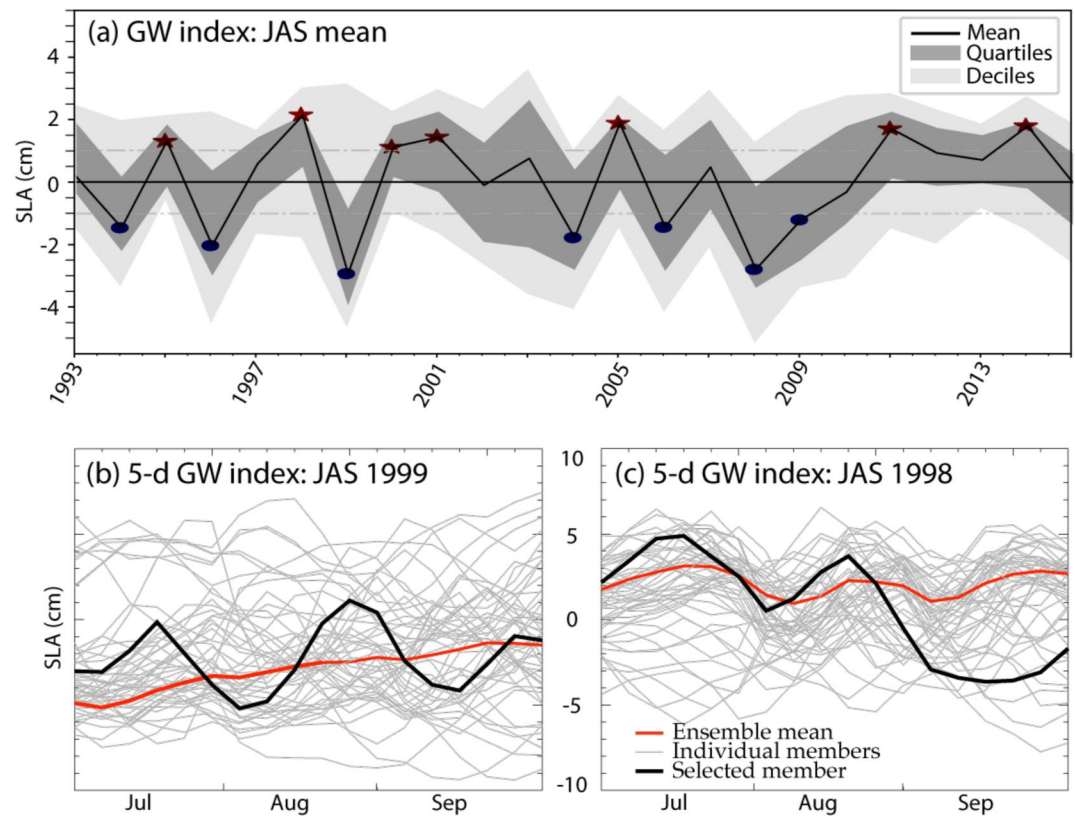 (a) GW index: JAS mean
Mean
Quartiles
Deciles
4
2
0
-2
-4
SLA (cm)
1993
1997
2001
2005
2009
2013
(b) 5-d GW index: JAS 1999
(c) 5-d GW index: JAS 1998
10
5
0
-5
-10
SLA (cm)
Ensemble mean
Individual members
Selected member
Jul
Aug
Sep
Jul
Aug
Sep